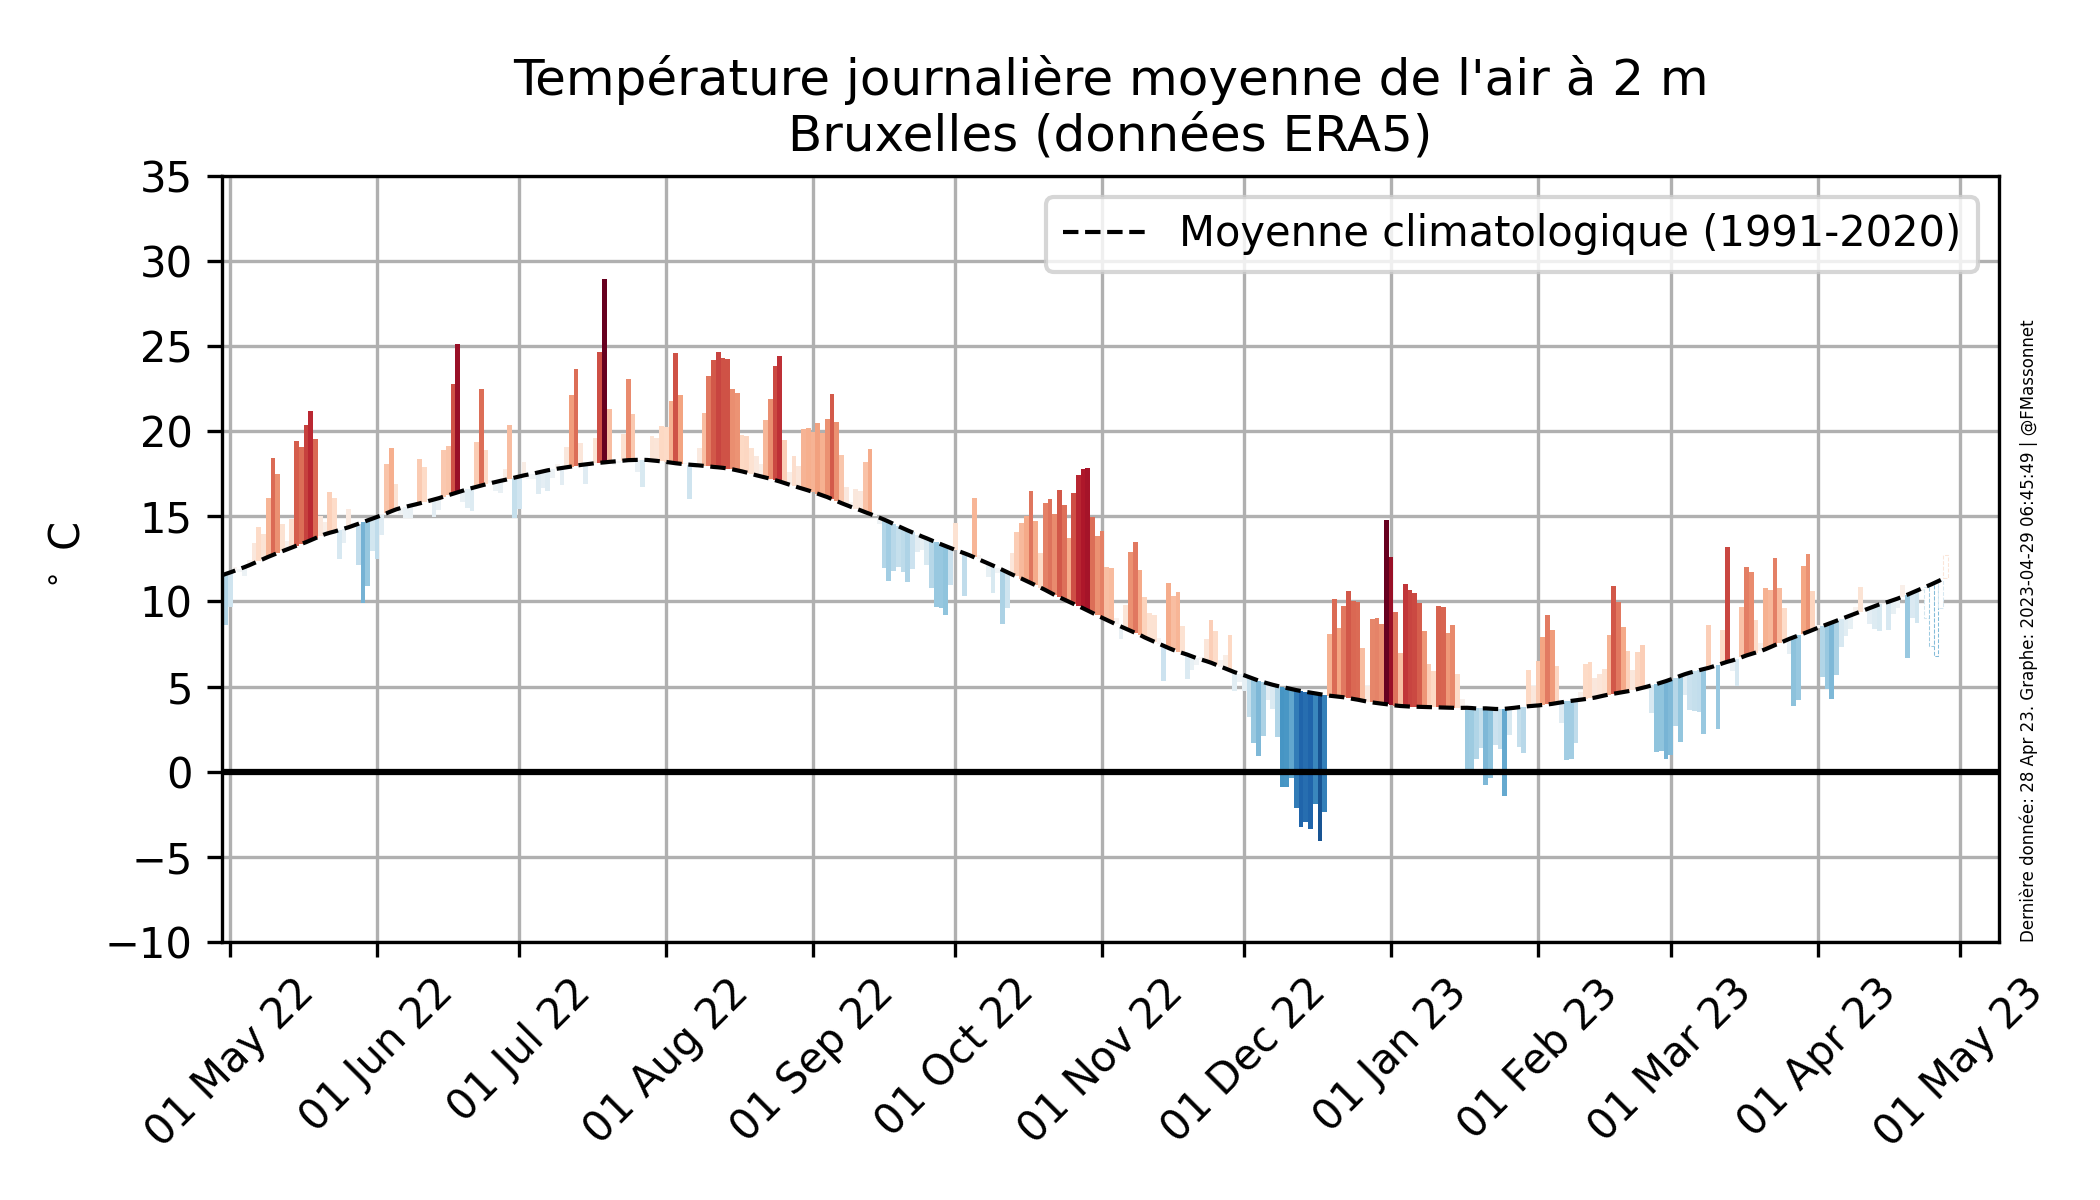 Température journalière moyenne de l'air à 2 m
Bruxelles (données ERA5)
Moyenne climatologique (1991-2020)
35
30
25
20
15
10
5
0
−5
−10
° C
01 May 22
01 Jun 22
01 Jul 22
01 Aug 22
01 Sep 22
01 Oct 22
01 Nov 22
01 Dec 22
01 Jan 23
01 Feb 23
01 Mar 23
01 Apr 23
01 May 23
Dernière donnée: 28 Apr 23. Graphe: 2023-04-29 06:45:49 | @FMassonnet